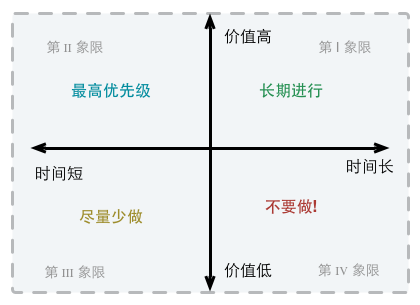 价值高
第 II 象限
第 I 象限
最高优先级
长期进行
时间短
时间长
尽量少做
不要做!
第 III 象限
价值低
第 IV 象限